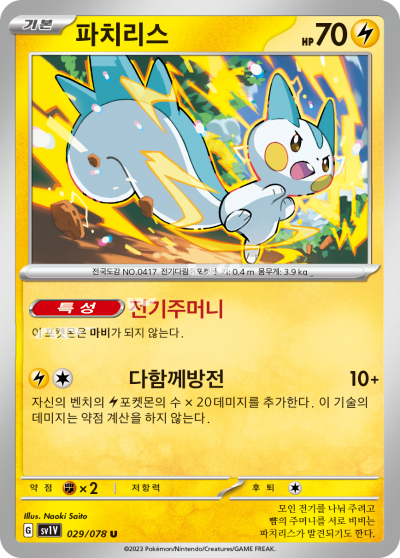 기본 파치리스 HP 70
전국도감 NO.0417 전기다람쥐포켓몬 키: 0.4 m 몸무게: 3.9 kg
특성 전기주머니
이 포켓몬은 마비가 되지 않는다.
다함께방전 10+
자신의 벤치의 포켓몬의 수 × 20데미지를 추가한다. 이 기술의
데미지는 약점 계산을 하지 않는다.
약점 ×2 저항력 후퇴
Illus. Naoki Saito
G sv1V 029/078 U
모인 전기를 나눠 주려고
뺨의 주머니를 서로 비비는
파치리스가 발견되기도 한다.
©2023 Pokémon/Nintendo/Creatures/GAME FREAK.